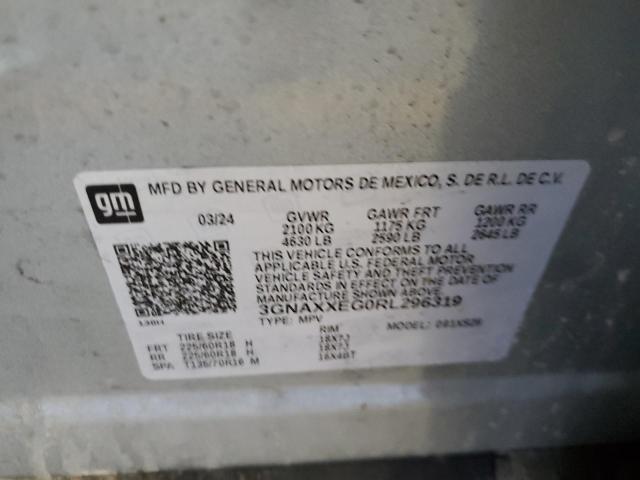 gm MFD BY GENERAL MOTORS DE MEXICO, S. DE R.L. DE C.V.
03/24 GVWR GAWR FRT GAWR RR
2100 KG 1175 KG 1200 KG
4630 LB 2590 LB 2645 LB
THIS VEHICLE CONFORMS TO ALL
APPLICABLE U.S. FEDERAL MOTOR
VEHICLE SAFETY AND THEFT PREVENTION
STANDARDS IN EFFECT ON THE DATE OF
MANUFACTURE SHOWN ABOVE.
3GNAXXEG0RL296319
TYPE: MPV MODEL:
TIRE SIZE RIM
FRT 225/60R18 H 18X7J
RR 225/60R18 H 18X7J
SPA T135/70R16 M 16X4BT